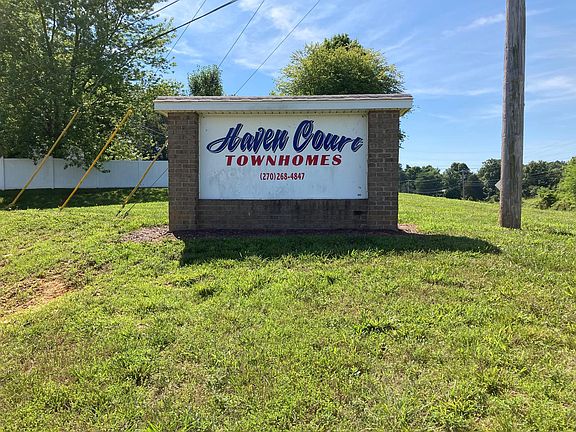 Haven Court
TOWNHOMES
(270)268-4847